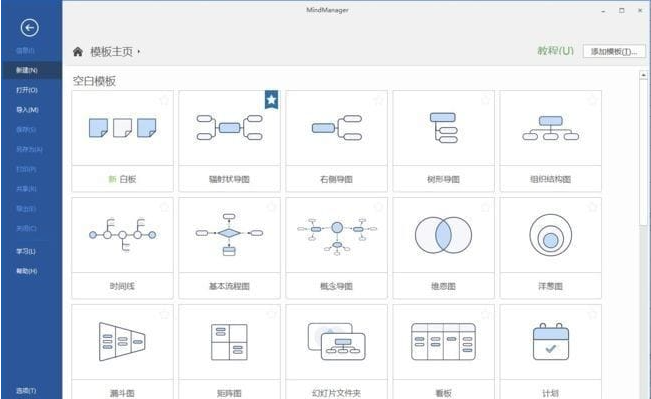 MindManager
信息(I)
新建(N)
打开(O)
导入(M)
保存(S)
另存为(A)
打印(P)
共享(R)
导出(E)
关闭(C)
学习(L)
帮助(H)
选项(T)
模板主页
教程(U)
添加模板(T)...
空白模板
新 白板
辐射状导图
右侧导图
树形导图
组织结构图
时间线
基本流程图
概念导图
维恩图
洋葱图
漏斗图
矩阵图
幻灯片文件夹
看板
计划